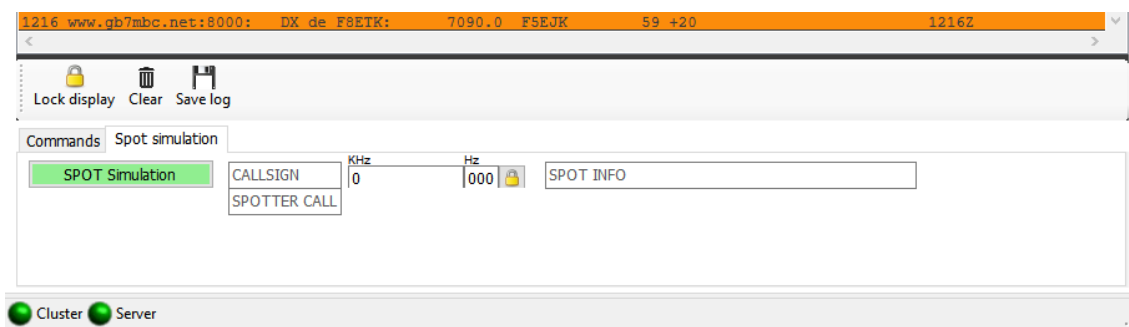 1216 www.gb7mbc.net:8000: DX de F8ETK: 7090.0 F5EJK 59 +20 1216Z
Lock display Clear Save log
Commands Spot simulation
KHz Hz
SPOT Simulation CALLSIGN 0 000 SPOT INFO
SPOTTER CALL
Cluster Server